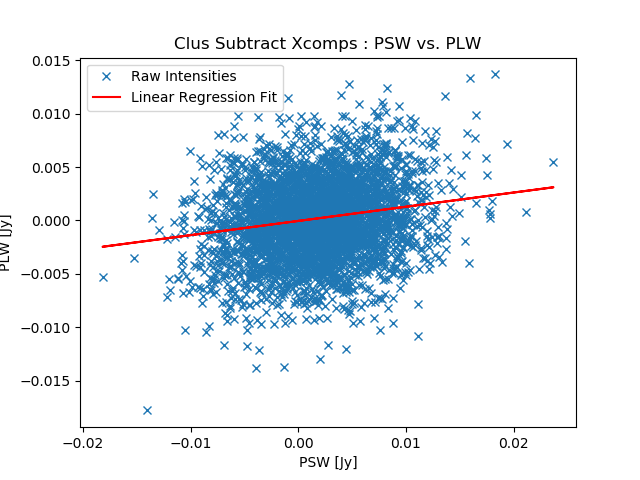 Clus Subtract Xcomps : PSW vs. PLW
Raw Intensities
Linear Regression Fit
0.015
0.010
0.005
0.000
−0.005
−0.010
−0.015
PLW [Jy]
−0.02
−0.01
0.00
0.01
0.02
PSW [Jy]